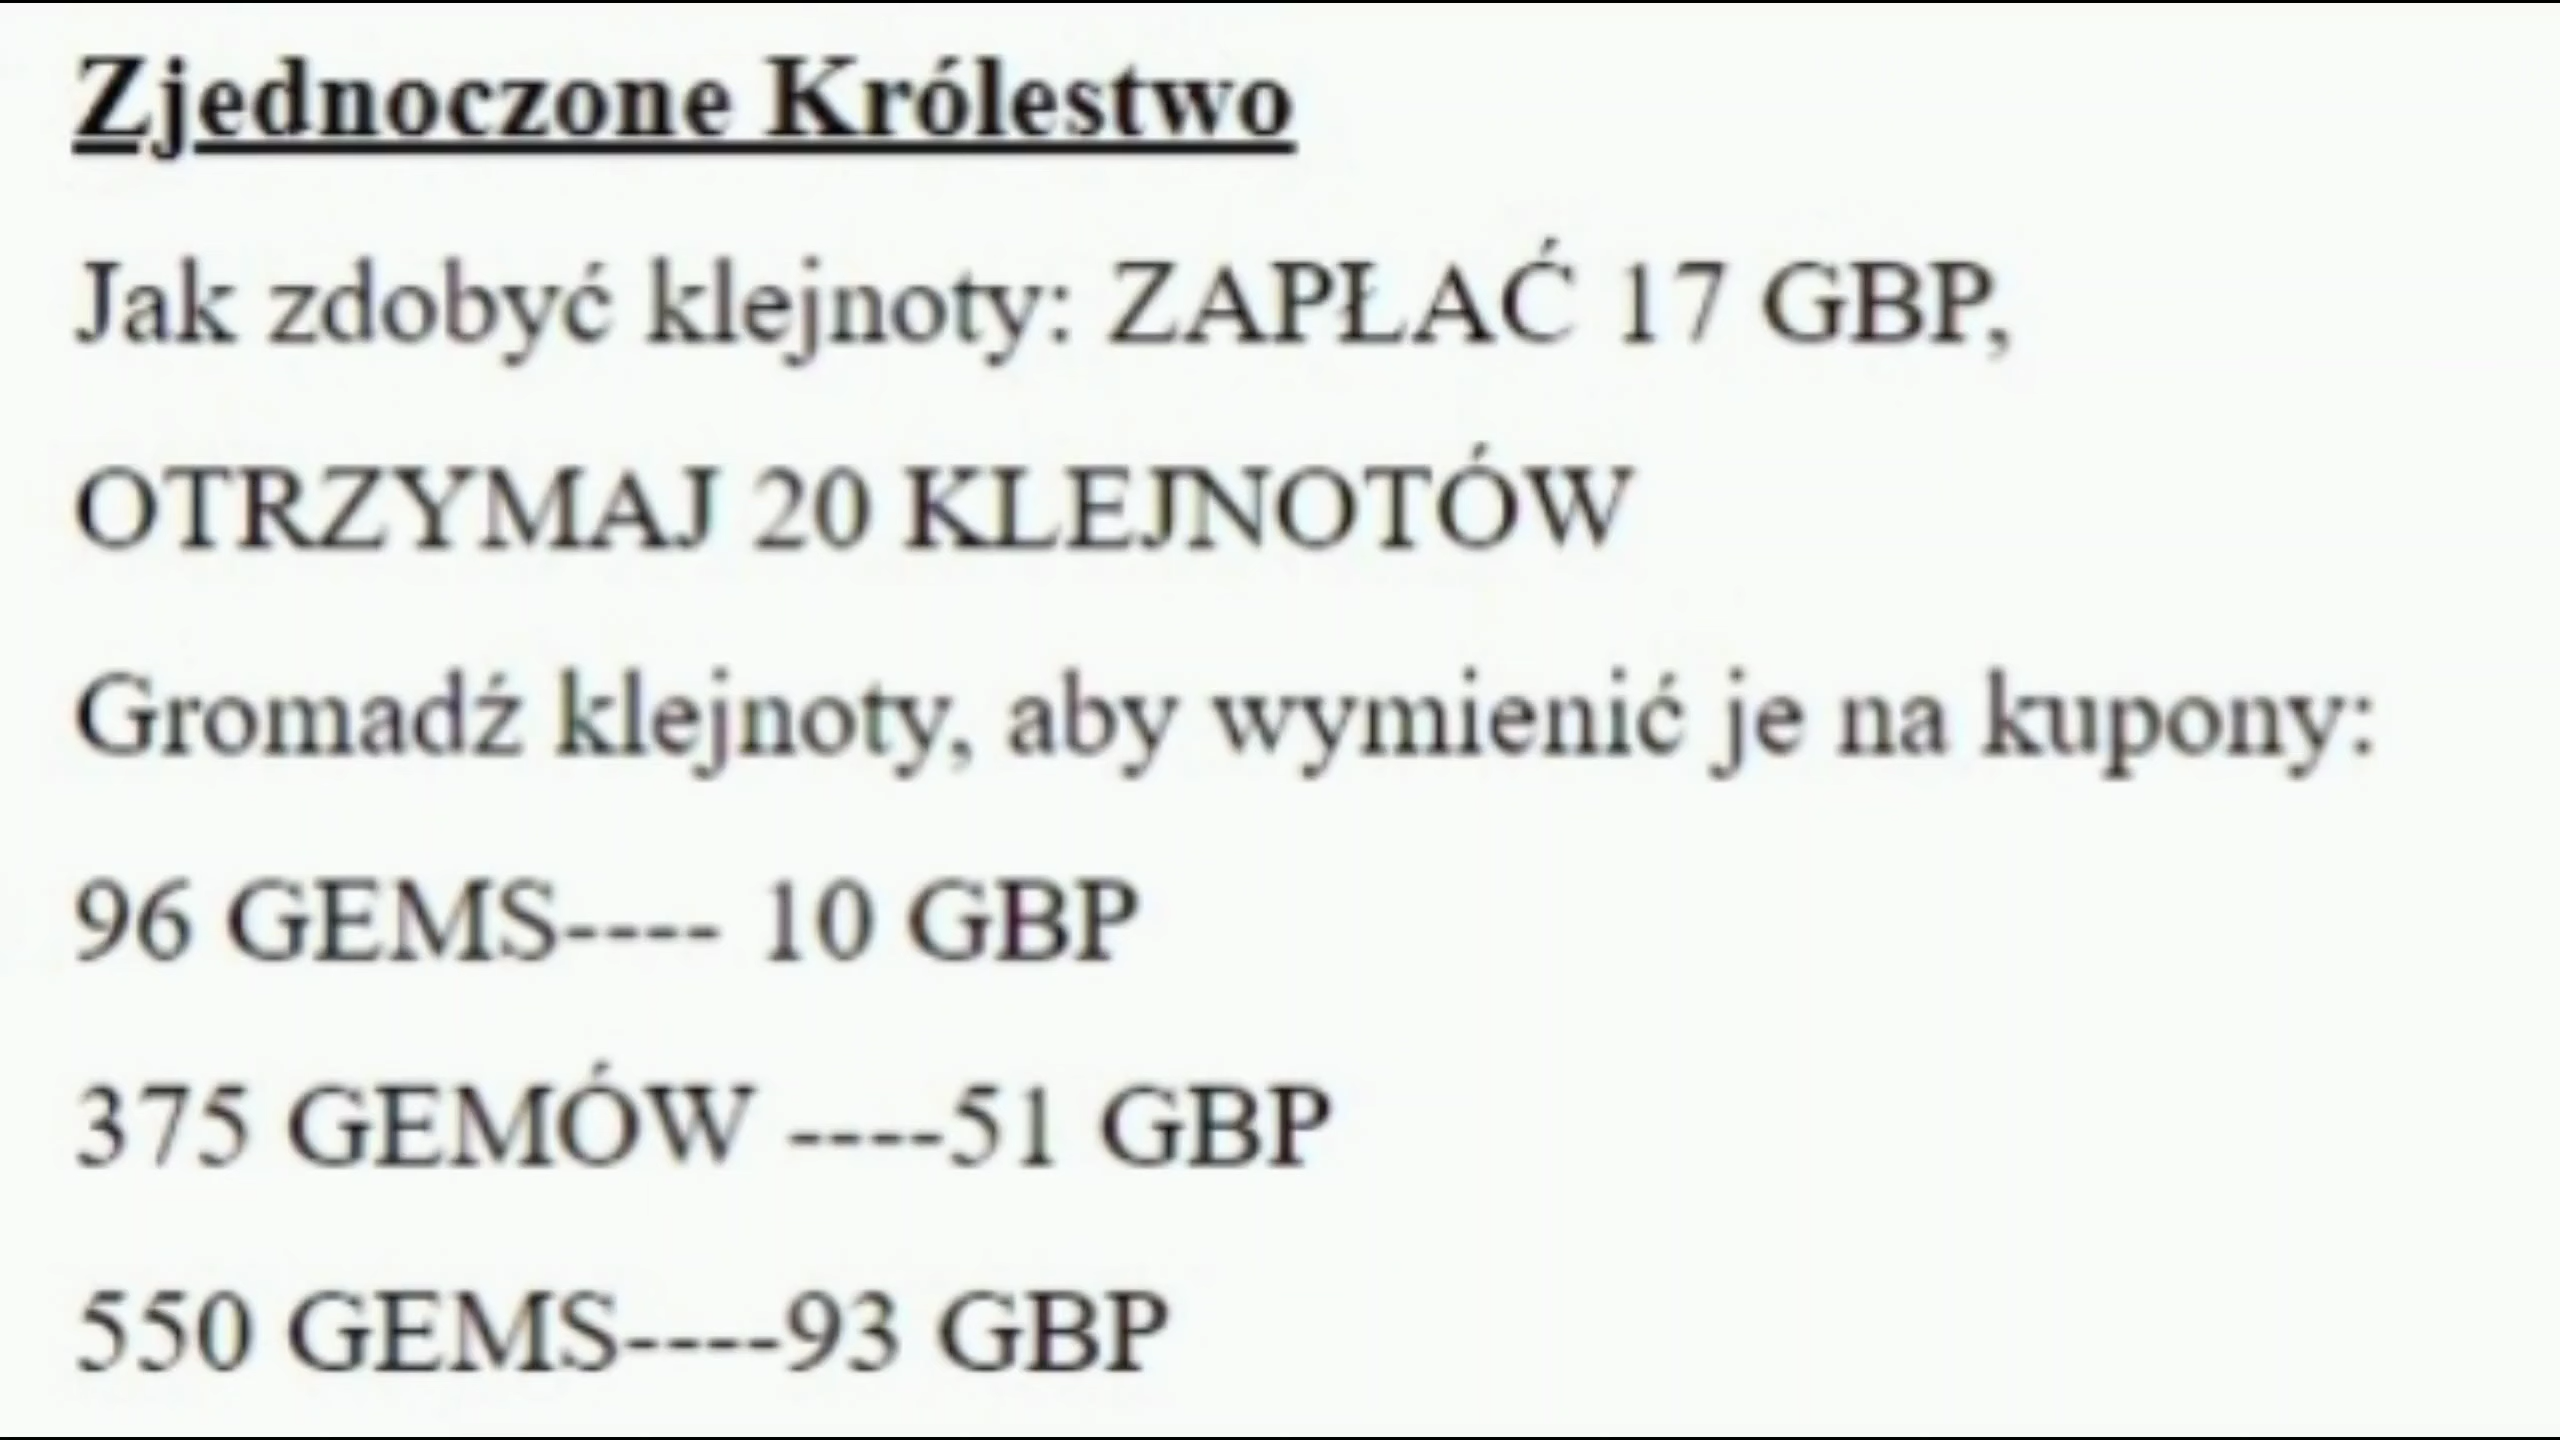 Zjednoczone Królestwo
Jak zdobyć klejnoty: ZAPŁAĆ 17 GBP,
OTRZYMAJ 20 KLEJNOTÓW
Gromadź klejnoty, aby wymienić je na kupony:
96 GEMS---- 10 GBP
375 GEMÓW ----51 GBP
550 GEMS----93 GBP